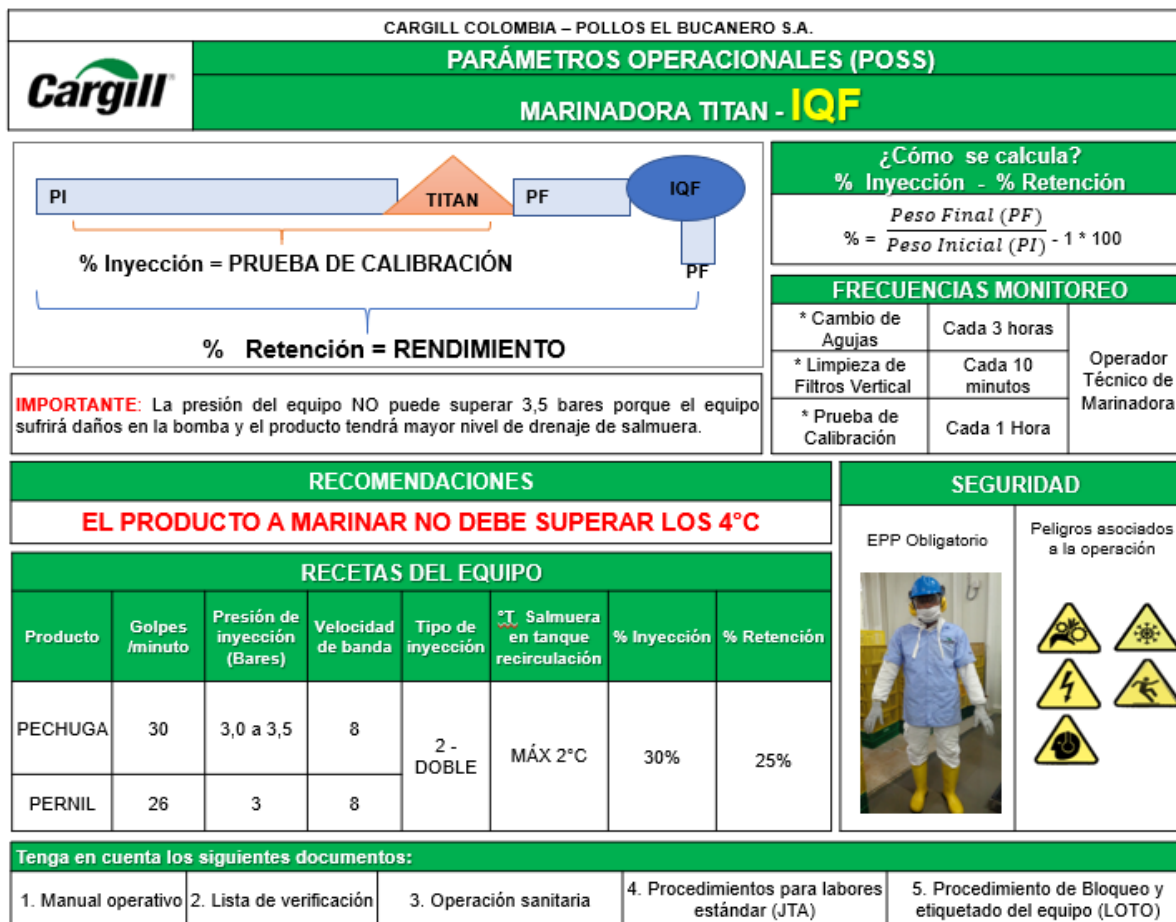 CARGILL COLOMBIA – POLLOS EL BUCANERO S.A.
Cargill
PARÁMETROS OPERACIONALES (POSS)
MARINADORA TITAN - IQF
PI
TITAN
PF
IQF
% Inyección = PRUEBA DE CALIBRACIÓN
PF
% Retención = RENDIMIENTO
¿Cómo se calcula?
% Inyección - % Retención
% = Peso Final (PF) / Peso Inicial (PI) - 1 * 100
FRECUENCIAS MONITOREO
* Cambio de
Agujas
Cada 3 horas
* Limpieza de
Filtros Vertical
Cada 10
minutos
* Prueba de
Calibración
Cada 1 Hora
Operador
Técnico de
Marinadora
IMPORTANTE: La presión del equipo NO puede superar 3,5 bares porque el equipo
sufrirá daños en la bomba y el producto tendrá mayor nivel de drenaje de salmuera.
RECOMENDACIONES
EL PRODUCTO A MARINAR NO DEBE SUPERAR LOS 4°C
RECETAS DEL EQUIPO
Producto
Golpes
/minuto
Presión de
inyección
(Bares)
Velocidad
de banda
Tipo de
inyección
°T. Salmuera
en tanque
recirculación
% Inyección
% Retención
PECHUGA
30
3,0 a 3,5
8
2 -
DOBLE
MÁX 2°C
30%
25%
PERNIL
26
3
8
SEGURIDAD
EPP Obligatorio
Peligros asociados
a la operación
Tenga en cuenta los siguientes documentos:
1. Manual operativo
2. Lista de verificación
3. Operación sanitaria
4. Procedimientos para labores
estándar (JTA)
5. Procedimiento de Bloqueo y
etiquetado del equipo (LOTO)